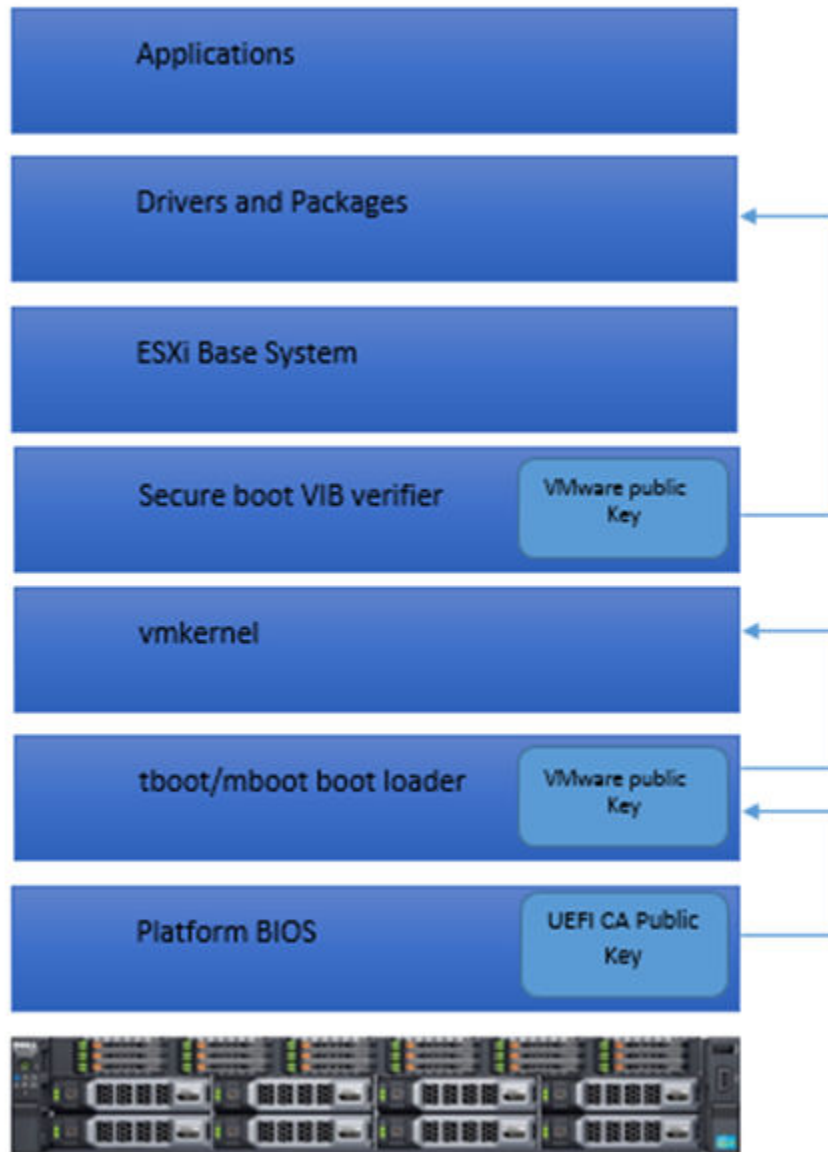 Applications
Drivers and Packages
ESXi Base System
Secure boot VIB verifier
VMware public
Key
vmkernel
tboot/mboot boot loader
VMware public
Key
Platform BIOS
UEFI CA Public
Key
DELL